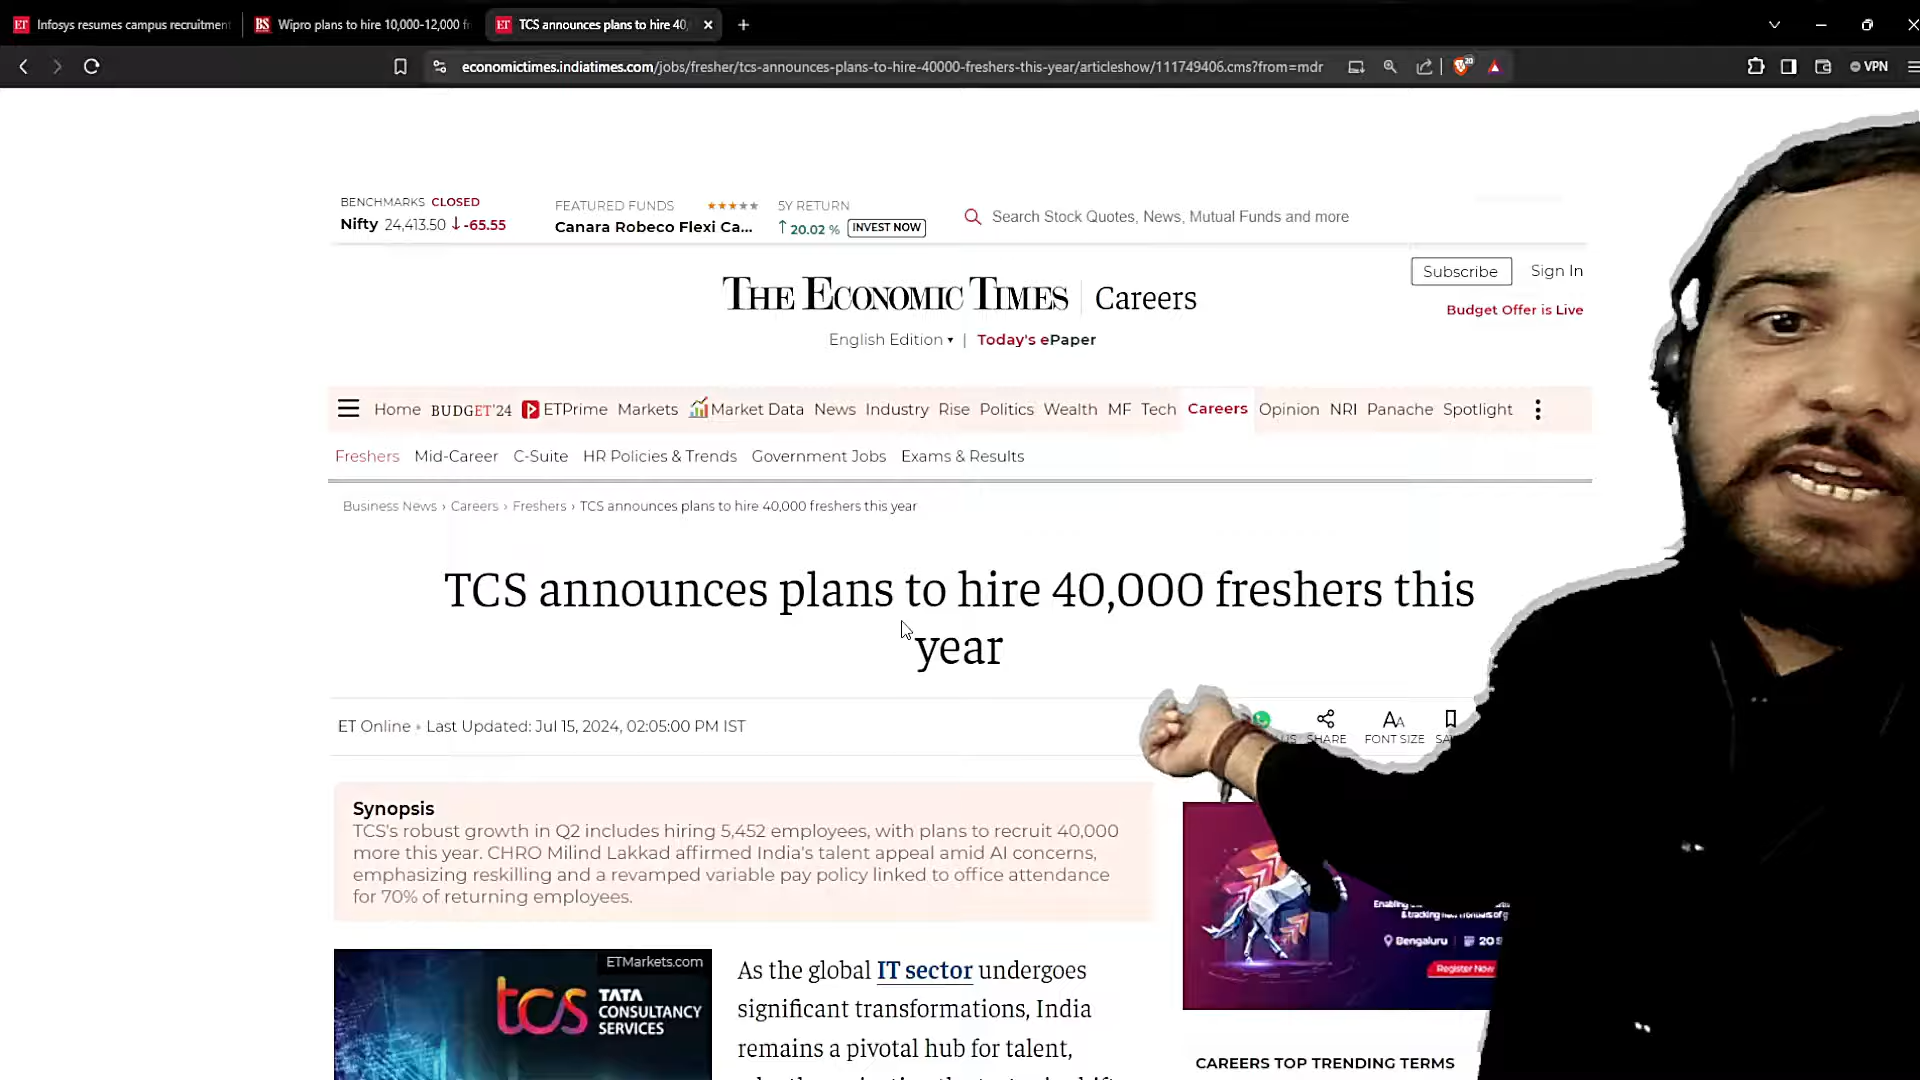 Infosys resumes campus recruitment
Wipro plans to hire 10,000-12,000 f
TCS announces plans to hire 40,
economictimes.indiatimes.com/jobs/fresher/tcs-announces-plans-to-hire-40000-freshers-this-year/articleshow/111749406.cms?from=mdr
VPN
BENCHMARKS CLOSED
Nifty 24,413.50 ↓ -65.55
FEATURED FUNDS ★★★★★
Canara Robeco Flexi Ca...
5Y RETURN
↑ 20.02 % INVEST NOW
Search Stock Quotes, News, Mutual Funds and more
Subscribe Sign In
THE ECONOMIC TIMES | Careers
Budget Offer is Live
English Edition ▾ | Today's ePaper
Home BUDGET'24 ETPrime Markets Market Data News Industry Rise Politics Wealth MF Tech Careers Opinion NRI Panache Spotlight
Freshers Mid-Career C-Suite HR Policies & Trends Government Jobs Exams & Results
Business News › Careers › Freshers › TCS announces plans to hire 40,000 freshers this year
TCS announces plans to hire 40,000 freshers this
year
ET Online • Last Updated: Jul 15, 2024, 02:05:00 PM IST
SHARE FONT SIZE
Synopsis
TCS's robust growth in Q2 includes hiring 5,452 employees, with plans to recruit 40,000
more this year. CHRO Milind Lakkad affirmed India's talent appeal amid AI concerns,
emphasizing reskilling and a revamped variable pay policy linked to office attendance
for 70% of returning employees.
ETMarkets.com
tcs TATA
CONSULTANCY
SERVICES
As the global IT sector undergoes
significant transformations, India
remains a pivotal hub for talent,
Bengaluru | 20 S
Register Now
CAREERS TOP TRENDING TERMS